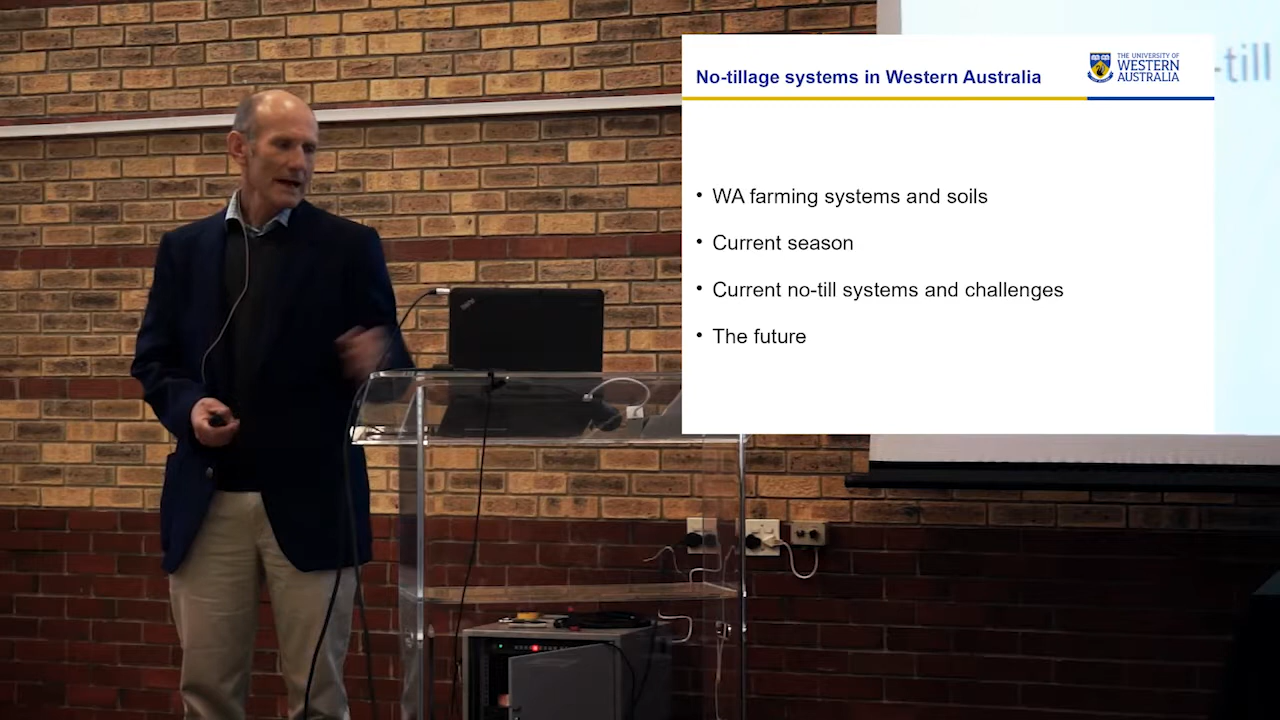 No-tillage systems in Western Australia
THE UNIVERSITY OF
WESTERN
AUSTRALIA
-till
• WA farming systems and soils
• Current season
• Current no-till systems and challenges
• The future